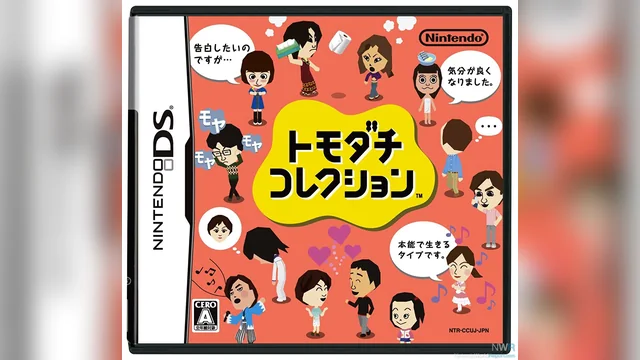 告白したいの
ですが…
Nintendo
気分が良く
なりました。
モヤ
モヤ
モヤ
…
トモダチ
コレクション
TM
NINTENDO DS
本能で生きる
タイプです。
CERO
A
NTR-CCUJ-JPN